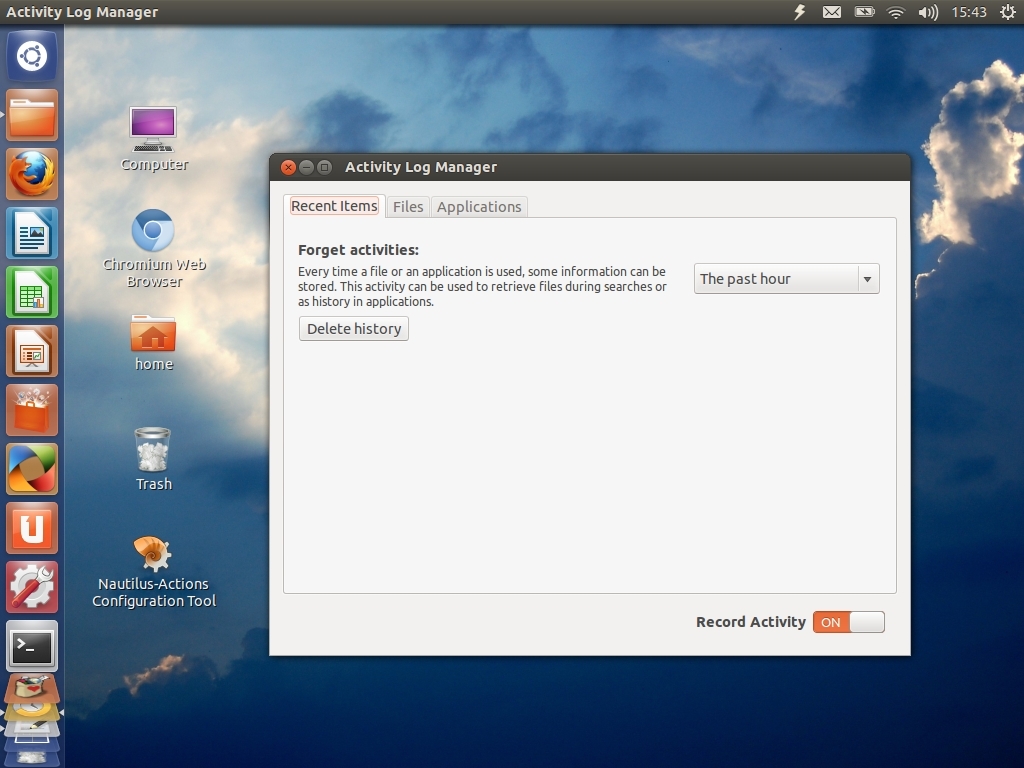 Activity Log Manager
15:43
Computer
Chromium Web
Browser
home
Trash
Nautilus-Actions
Configuration Tool
Activity Log Manager
Recent Items
Files
Applications
Forget activities:
Every time a file or an application is used, some information can be
stored. This activity can be used to retrieve files during searches or
as history in applications.
The past hour
Delete history
Record Activity
ON